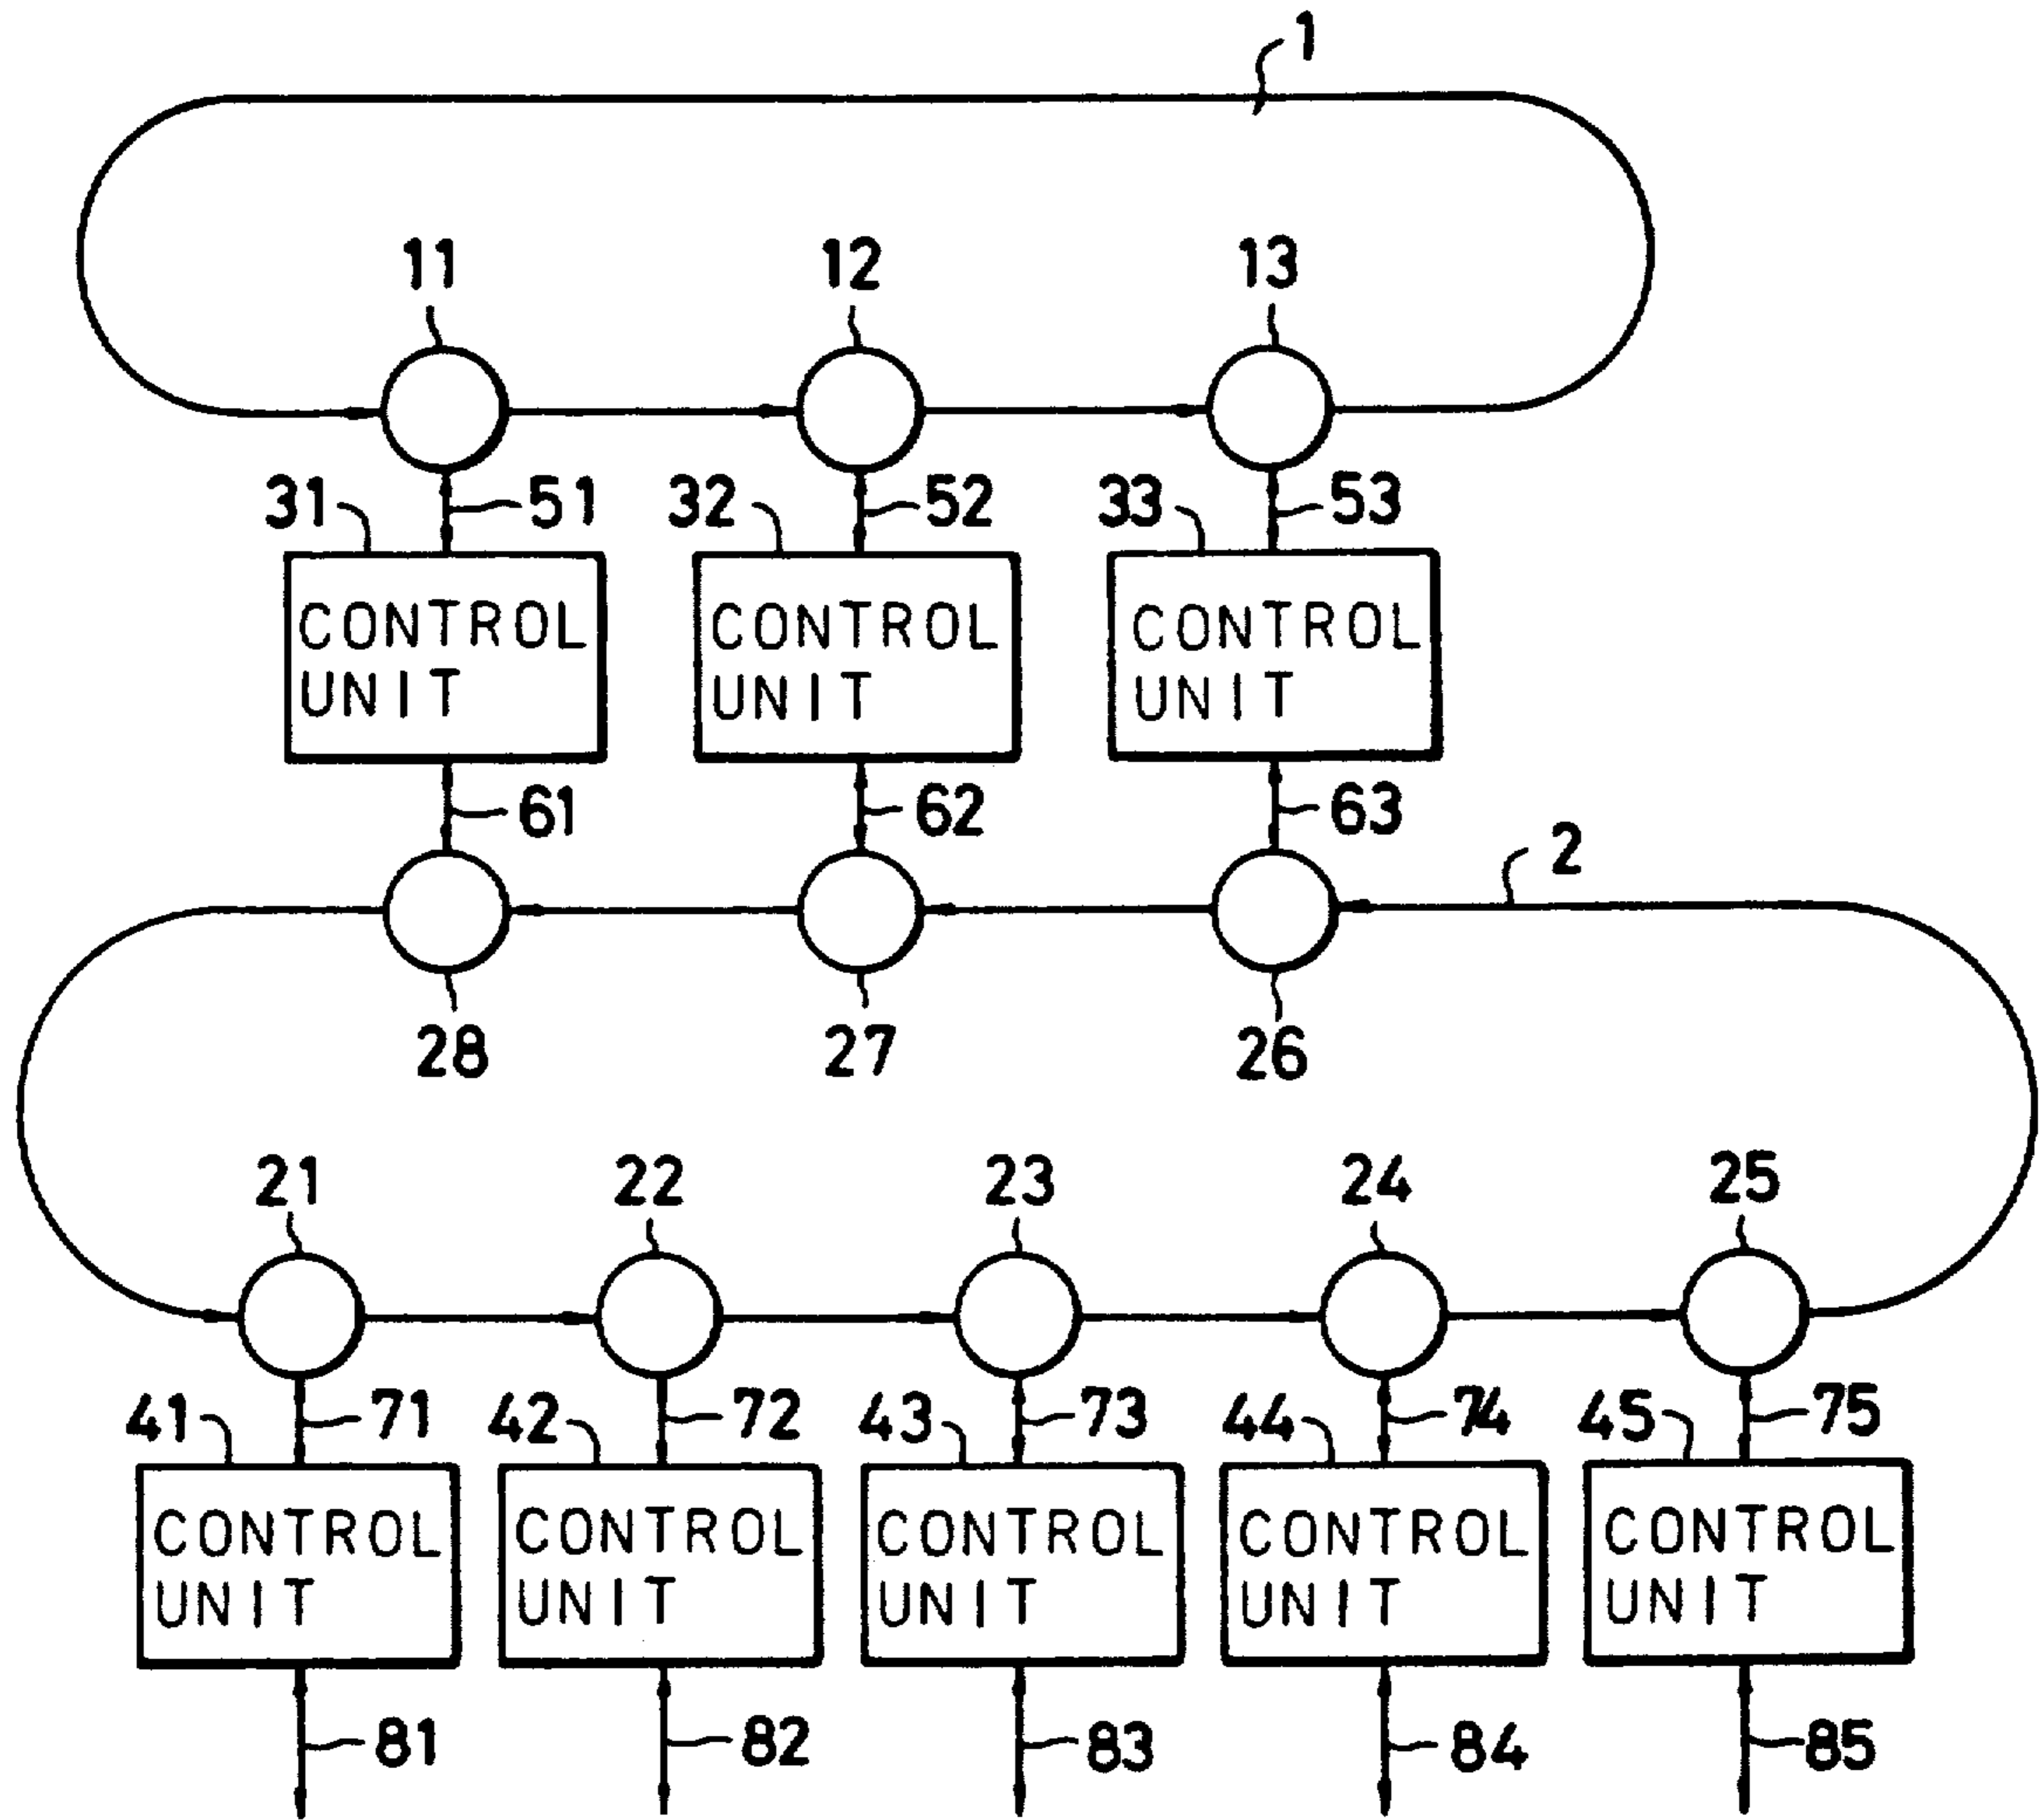 1
11 12 13
31 51 32 52 33 53
CONTROL UNIT
CONTROL UNIT
CONTROL UNIT
61 62 63
2
28 27 26
21 22 23 24 25
41 71 42 72 43 73 44 74 45 75
CONTROL UNIT
CONTROL UNIT
CONTROL UNIT
CONTROL UNIT
CONTROL UNIT
81 82 83 84 85